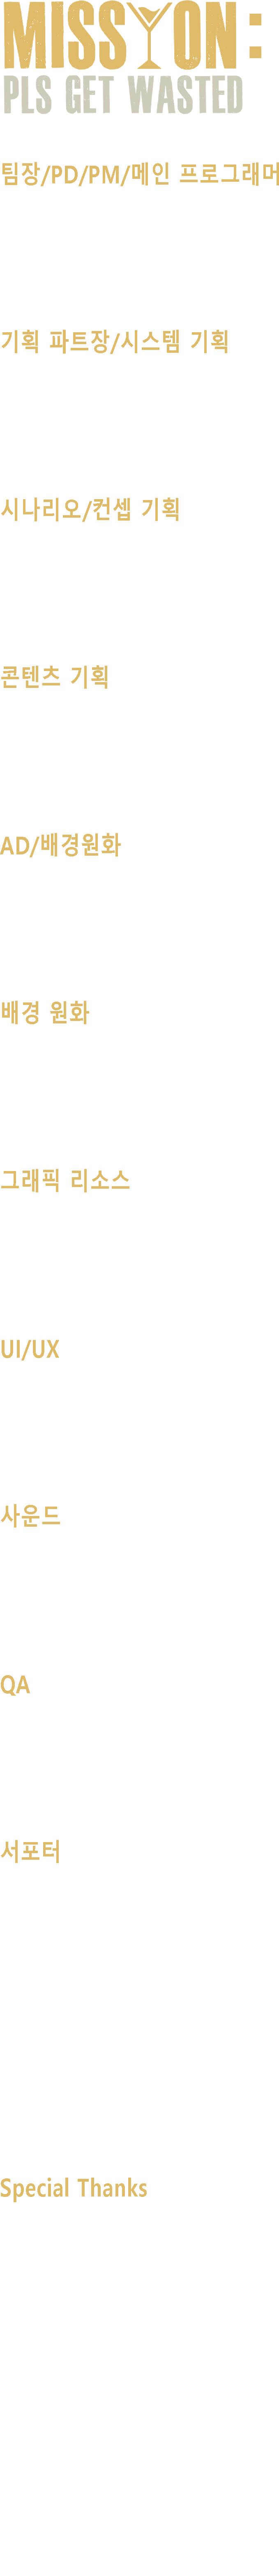 MISSYON:
PLS GET WASTED
팀장/PD/PM/메인 프로그래머
기획 파트장/시스템 기획
시나리오/컨셉 기획
콘텐츠 기획
AD/배경원화
배경 원화
그래픽 리소스
UI/UX
사운드
QA
서포터
Special Thanks